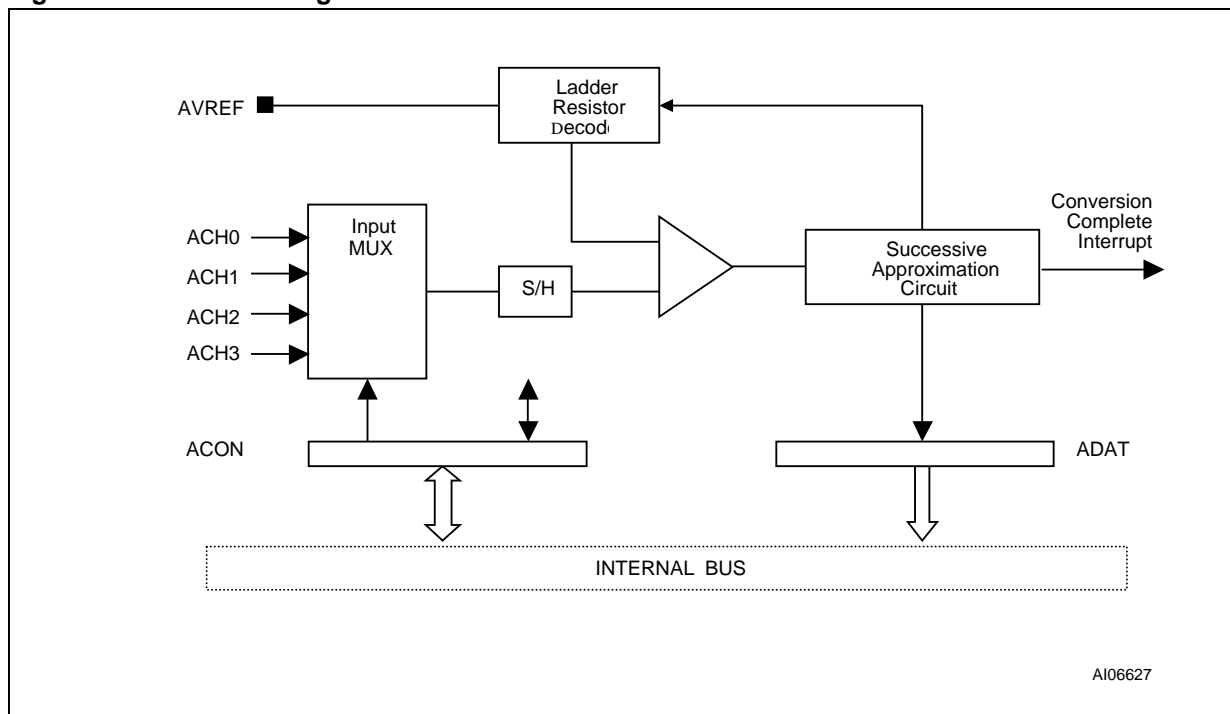 AVREF
Ladder
Resistor
Decode
ACH0
ACH1
ACH2
ACH3
Input
MUX
S/H
Successive
Approximation
Circuit
Conversion
Complete
Interrupt
ACON
ADAT
INTERNAL BUS
AI06627